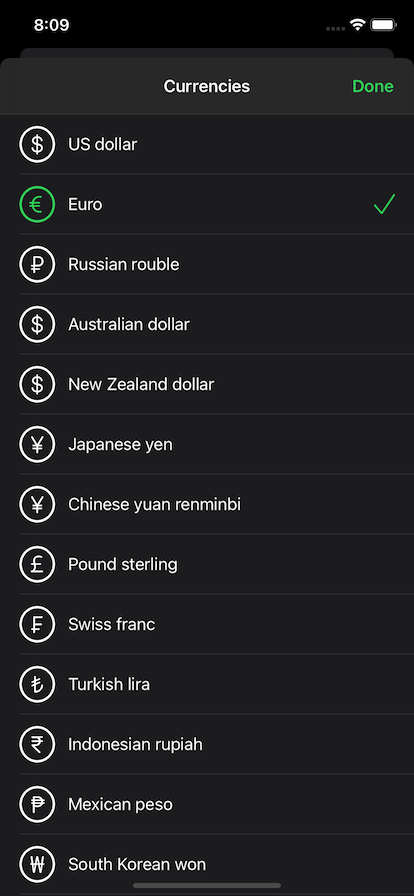 8:09
Currencies Done
$ US dollar
€ Euro
₽ Russian rouble
$ Australian dollar
$ New Zealand dollar
¥ Japanese yen
¥ Chinese yuan renminbi
£ Pound sterling
₣ Swiss franc
₺ Turkish lira
₹ Indonesian rupiah
₱ Mexican peso
₩ South Korean won